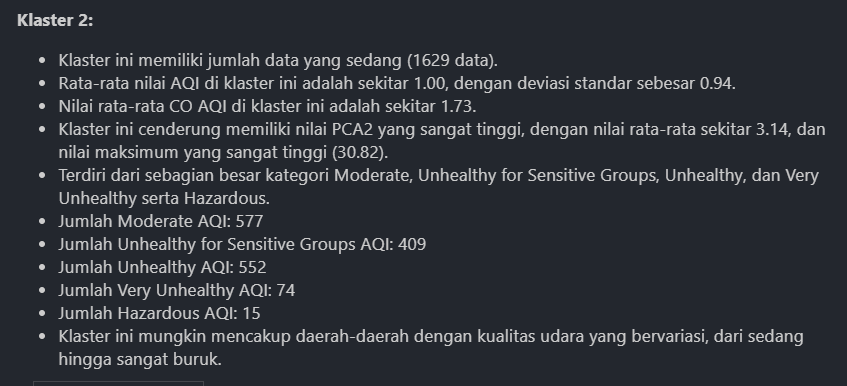 Klaster 2:
• Klaster ini memiliki jumlah data yang sedang (1629 data).
• Rata-rata nilai AQI di klaster ini adalah sekitar 1.00, dengan deviasi standar sebesar 0.94.
• Nilai rata-rata CO AQI di klaster ini adalah sekitar 1.73.
• Klaster ini cenderung memiliki nilai PCA2 yang sangat tinggi, dengan nilai rata-rata sekitar 3.14, dan
nilai maksimum yang sangat tinggi (30.82).
• Terdiri dari sebagian besar kategori Moderate, Unhealthy for Sensitive Groups, Unhealthy, dan Very
Unhealthy serta Hazardous.
• Jumlah Moderate AQI: 577
• Jumlah Unhealthy for Sensitive Groups AQI: 409
• Jumlah Unhealthy AQI: 552
• Jumlah Very Unhealthy AQI: 74
• Jumlah Hazardous AQI: 15
• Klaster ini mungkin mencakup daerah-daerah dengan kualitas udara yang bervariasi, dari sedang
hingga sangat buruk.